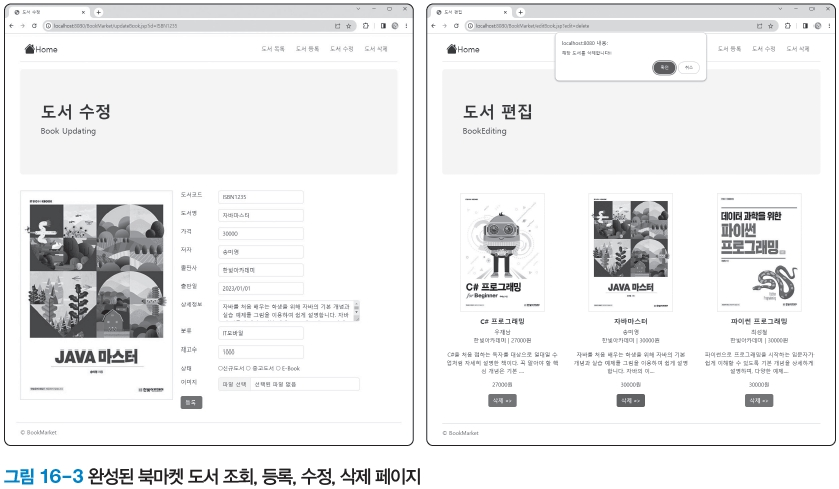 도서 수정
localhost:8080/BookMarket/updateBook.jsp?id=ISBN1235
Home
도서 목록 도서 등록 도서 수정 도서 삭제
도서 수정
Book Updating
JAVA 마스터
한빛아카데미
도서코드 ISBN1235
도서명 자바마스터
가격 30000
저자 송미영
출판사 한빛아카데미
출판일 2023/01/01
상세정보 자바를 처음 배우는 학생을 위해 자바의 기본 개념과
실습 예제를 그림을 이용하여 쉽게 설명합니다. 자바
분류 IT모바일
재고수 1000
상태 신규도서 중고도서 E-Book
이미지 파일 선택 선택된 파일 없음
등록
© BookMarket
도서 편집
localhost:8080/BookMarket/editBook.jsp?edit=delete
localhost:8080 내용:
해당 도서를 삭제합니다!!
확인 취소
Home
도서 등록 도서 수정 도서 삭제
도서 편집
BookEditing
C# 프로그래밍
for Beginner
C# 프로그래밍
우재남
한빛아카데미 | 27000원
C#을 처음 접하는 독자를 대상으로 일대일 수
업처럼 자세히 설명한 책이다. 꼭 알아야 할 핵
심 개념은 기본 ...
27000원
삭제 »»
JAVA 마스터
자바마스터
송미영
한빛아카데미 | 30000원
자바를 처음 배우는 학생을 위해 자바의 기본
개념과 실습 예제를 그림을 이용하여 쉽게 설명
합니다. 자바의 이...
30000원
삭제 »»
데이터 과학을 위한
파이썬
프로그래밍
파이썬 프로그래밍
최성철
한빛아카데미 | 30000원
파이썬으로 프로그래밍을 시작하는 입문자가
쉽게 이해할 수 있도록 기본 개념을 상세하게
설명하며, 다양한 예제...
30000원
삭제 »»
© BookMarket
그림 16-3 완성된 북마켓 도서 조회, 등록, 수정, 삭제 페이지